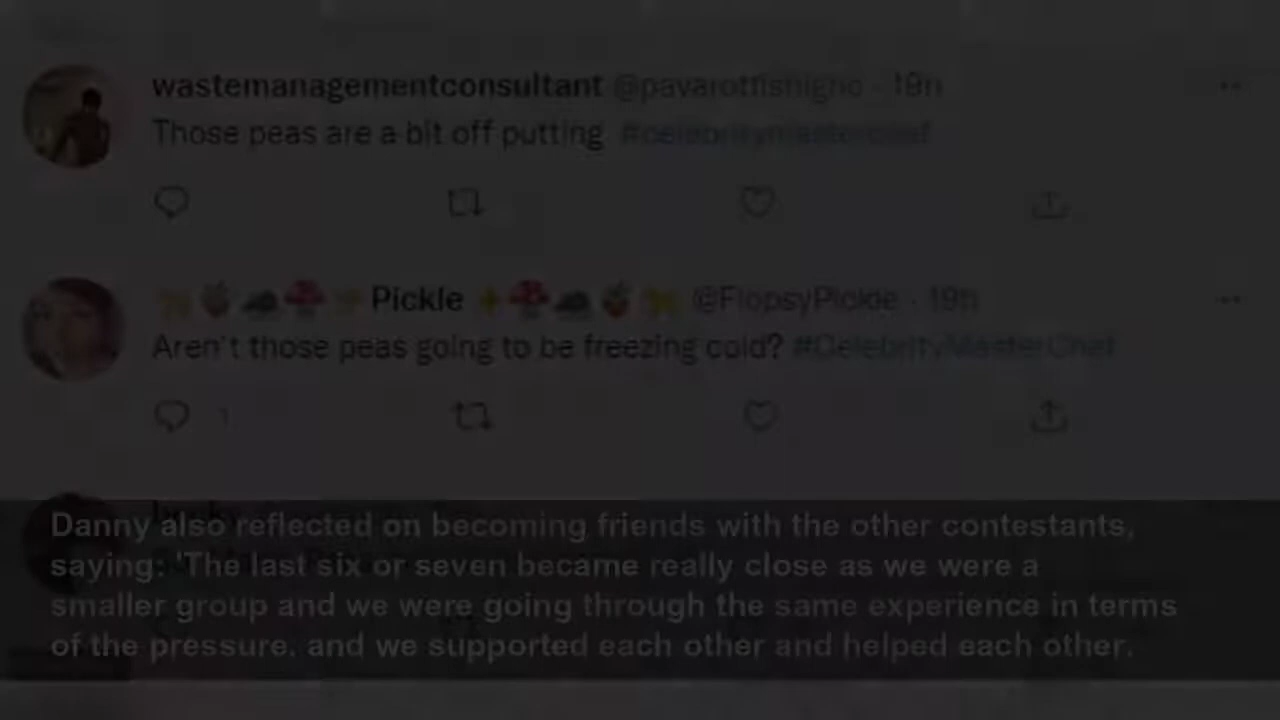 wastemanagementconsultant @pavarottisnigho · 19h
Those peas are a bit off putting #celebritymasterchef
Pickle @FlopsyPickle · 19h
Aren't those peas going to be freezing cold? #CelebrityMasterChef
1
Danny also reflected on becoming friends with the other contestants,
saying: 'The last six or seven became really close as we were a
smaller group and we were going through the same experience in terms
of the pressure. and we supported each other and helped each other.